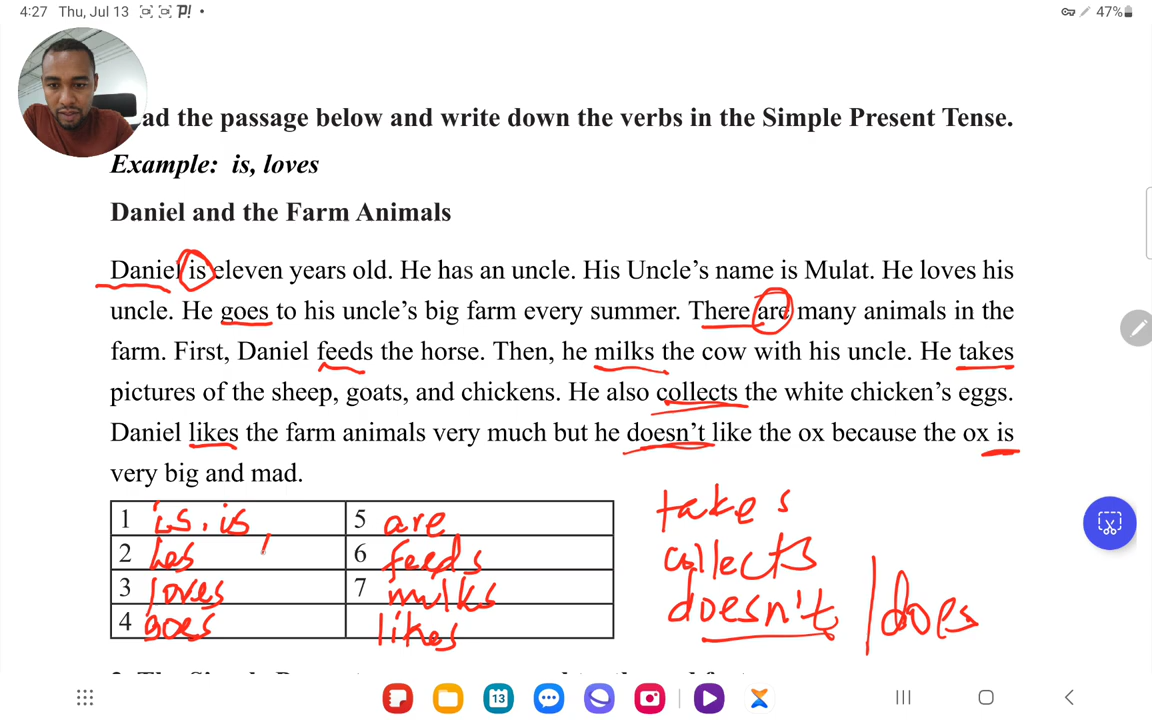 4:27 Thu, Jul 13 P! •
47%
ad the passage below and write down the verbs in the Simple Present Tense.
Example: is, loves
Daniel and the Farm Animals
Daniel is eleven years old. He has an uncle. His Uncle’s name is Mulat. He loves his
uncle. He goes to his uncle’s big farm every summer. There are many animals in the
farm. First, Daniel feeds the horse. Then, he milks the cow with his uncle. He takes
pictures of the sheep, goats, and chickens. He also collects the white chicken’s eggs.
Daniel likes the farm animals very much but he doesn’t like the ox because the ox is
very big and mad.
1 is, is, 5 are
2 has 6 feeds
3 loves 7 milks
4 goes likes
takes
collects
doesn't / does
13